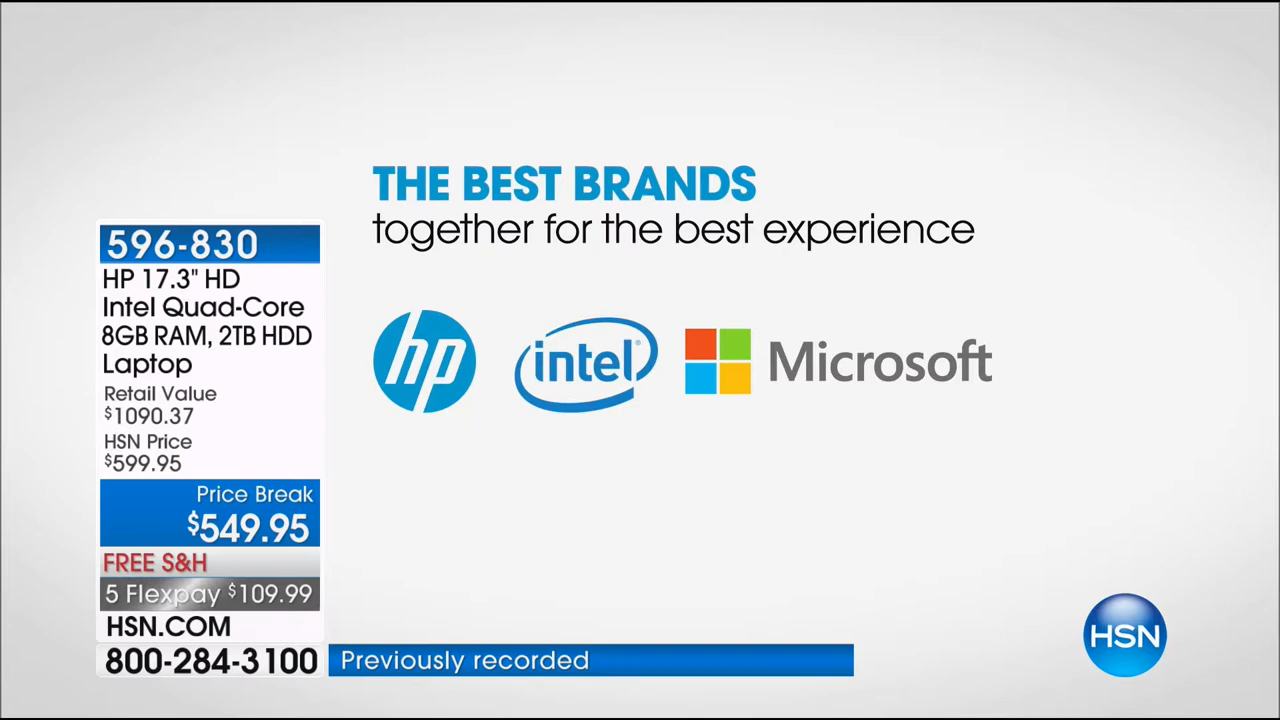 THE BEST BRANDS
together for the best experience
hp
intel®
Microsoft
596-830
HP 17.3" HD
Intel Quad-Core
8GB RAM, 2TB HDD
Laptop
Retail Value
$1090.37
HSN Price
$599.95
Price Break
$549.95
FREE S&H
5 Flexpay $109.99
HSN.COM
800-284-3100
Previously recorded
HSN